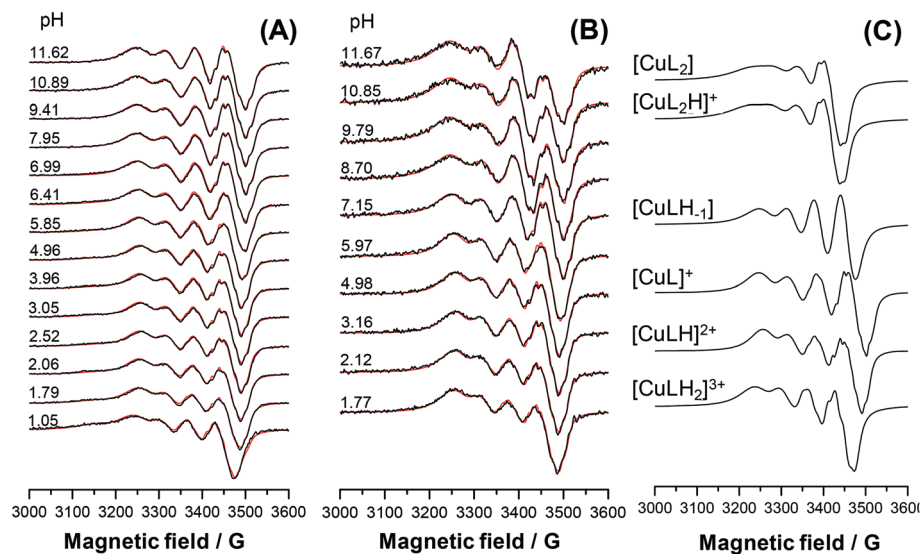 pH
(A)
11.62
10.89
9.41
7.95
6.99
6.41
5.85
4.96
3.96
3.05
2.52
2.06
1.79
1.05
3000 3100 3200 3300 3400 3500 3600
Magnetic field / G
pH
(B)
11.67
10.85
9.79
8.70
7.15
5.97
4.98
3.16
2.12
1.77
3000 3100 3200 3300 3400 3500 3600
Magnetic field / G
(C)
[CuL₂]
[CuL₂H]⁺
[CuLH₋₁]
[CuL]⁺
[CuLH]²⁺
[CuLH₂]³⁺
3000 3100 3200 3300 3400 3500 3600
Magnetic field / G